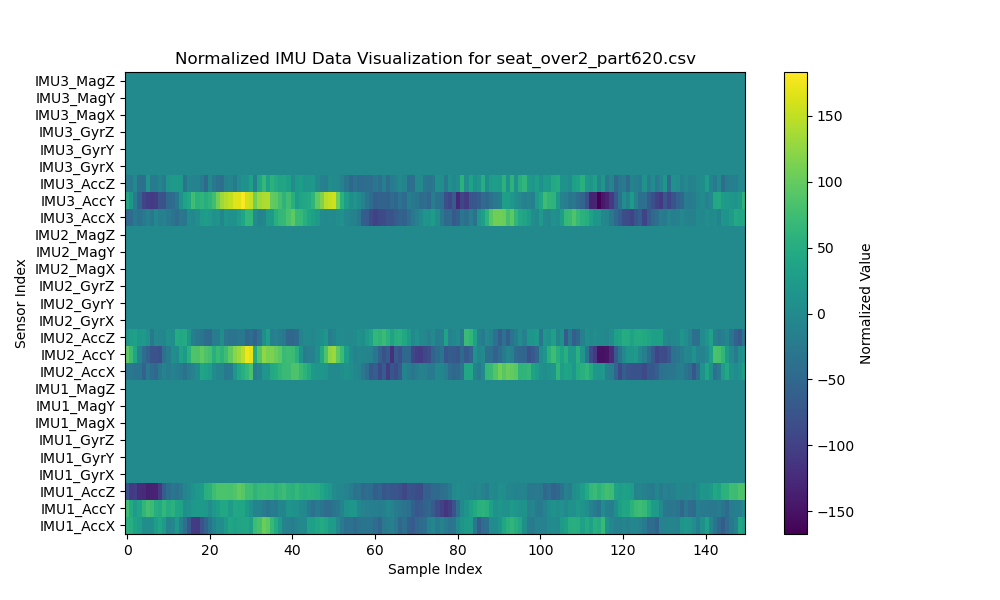 Normalized IMU Data Visualization for seat_over2_part620.csv
IMU3_MagZ
IMU3_MagY
IMU3_MagX
IMU3_GyrZ
IMU3_GyrY
IMU3_GyrX
IMU3_AccZ
IMU3_AccY
IMU3_AccX
IMU2_MagZ
IMU2_MagY
IMU2_MagX
IMU2_GyrZ
IMU2_GyrY
IMU2_GyrX
IMU2_AccZ
IMU2_AccY
IMU2_AccX
IMU1_MagZ
IMU1_MagY
IMU1_MagX
IMU1_GyrZ
IMU1_GyrY
IMU1_GyrX
IMU1_AccZ
IMU1_AccY
IMU1_AccX
Sensor Index
0 20 40 60 80 100 120 140
Sample Index
150
100
50
0
−50
−100
−150
Normalized Value